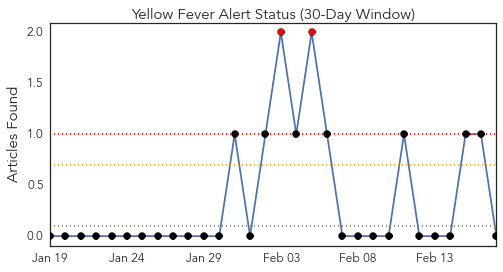 Yellow Fever Alert Status (30-Day Window)
Articles Found
2.0
1.5
1.0
0.5
0.0
Jan 19 Jan 24 Jan 29 Feb 03 Feb 08 Feb 13